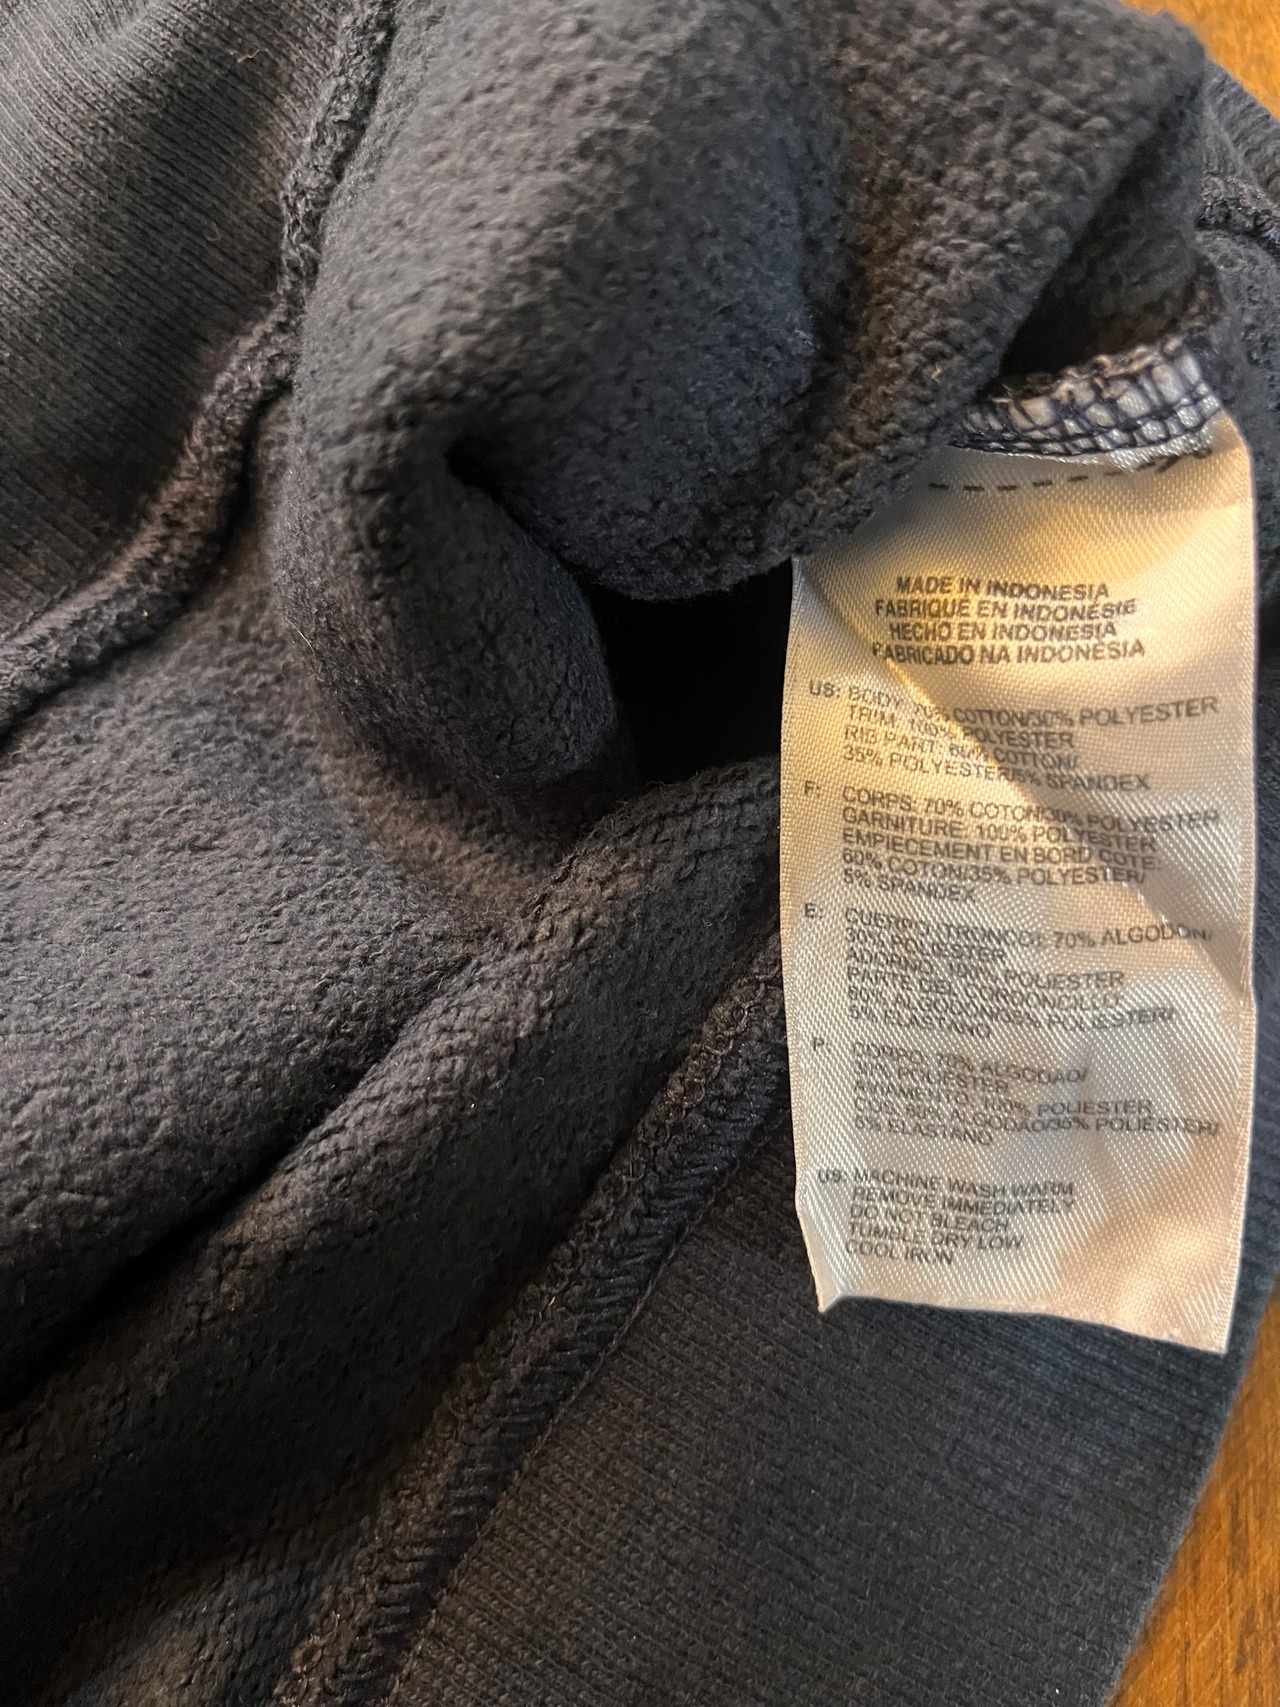 MADE IN INDONESIA
FABRIQUE EN INDONÉSIE
HECHO EN INDONESIA
FABRICADO NA INDONESIA
US: BODY: 70% COTTON/30% POLYESTER
TRIM: 100% POLYESTER
RIB PART: 60% COTTON/
35% POLYESTER/5% SPANDEX
F: CORPS: 70% COTON/30% POLYESTER
GARNITURE: 100% POLYESTER
EMPIECEMENT EN BORD COTE:
60% COTON/35% POLYESTER/
5% SPANDEX
E: CUERPO (TRONCO): 70% ALGODON/
30% POLIESTER
ADORNO: 100% POLIESTER
PARTE DEL CORDONCILLO:
60% ALGODON/35% POLIESTER/
5% ELASTANO
P: CORPO: 70% ALGODAO/
30% POLIESTER
AVIAMENTO: 100% POLIESTER
COS: 60% ALGODAO/35% POLIESTER/
5% ELASTANO
US: MACHINE WASH WARM
REMOVE IMMEDIATELY
DO NOT BLEACH
TUMBLE DRY LOW
COOL IRON